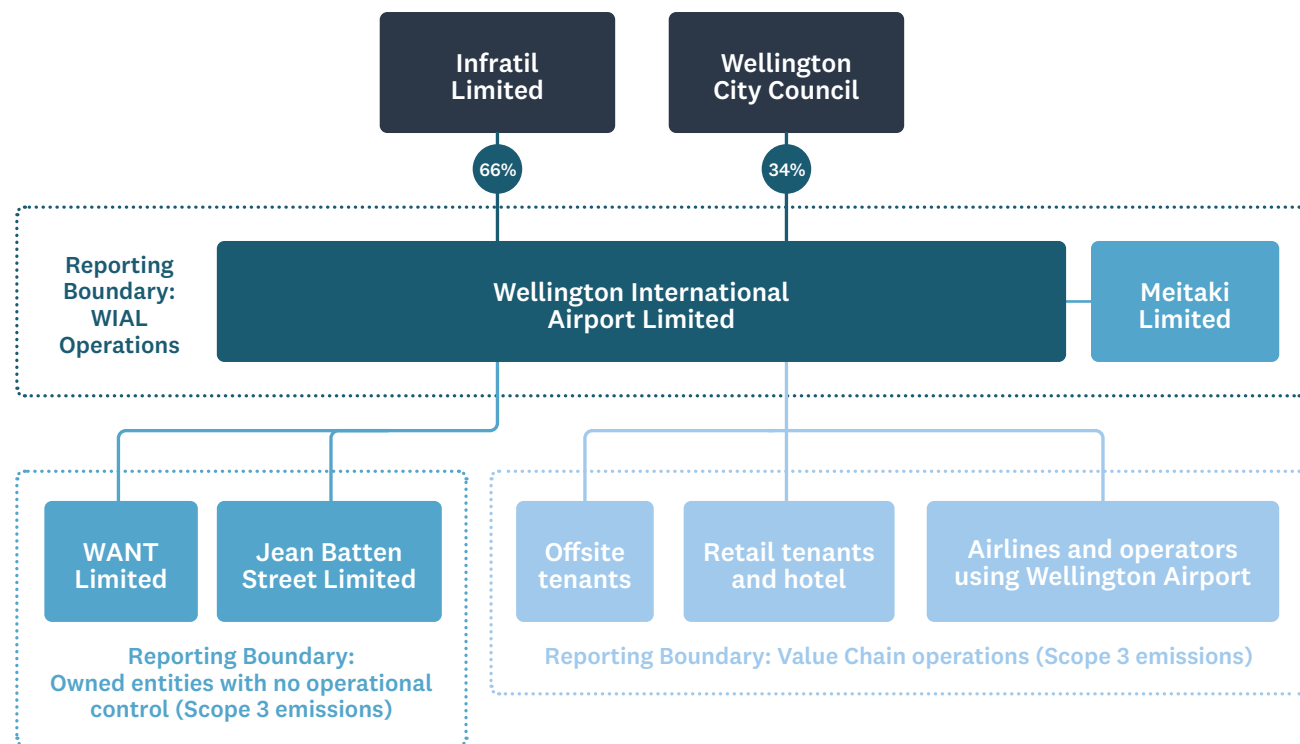 Infratil
Limited
Wellington
City Council
66%
34%
Reporting
Boundary:
WIAL
Operations
Wellington International
Airport Limited
Meitaki
Limited
WANT
Limited
Jean Batten
Street Limited
Offsite
tenants
Retail tenants
and hotel
Airlines and operators
using Wellington Airport
Reporting Boundary:
Owned entities with no operational
control (Scope 3 emissions)
Reporting Boundary: Value Chain operations (Scope 3 emissions)